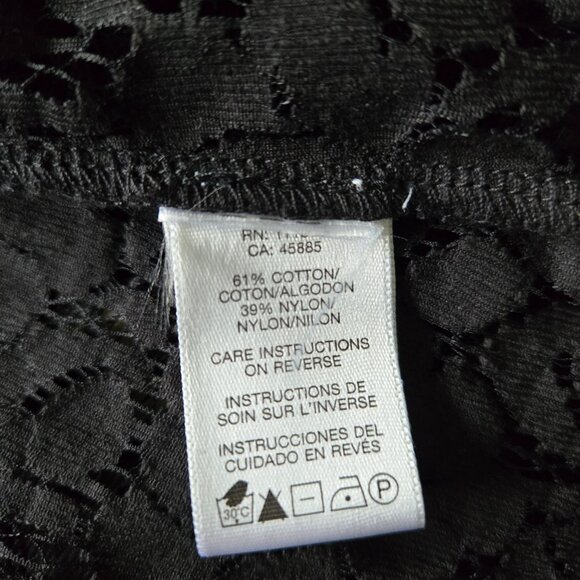 RN:
CA: 45885
61% COTTON/
COTON/ALGODON
39% NYLON/
NYLON/NILON
CARE INSTRUCTIONS
ON REVERSE
INSTRUCTIONS DE
SOIN SUR L'INVERSE
INSTRUCCIONES DEL
CUIDADO EN REVÉS
30°C P